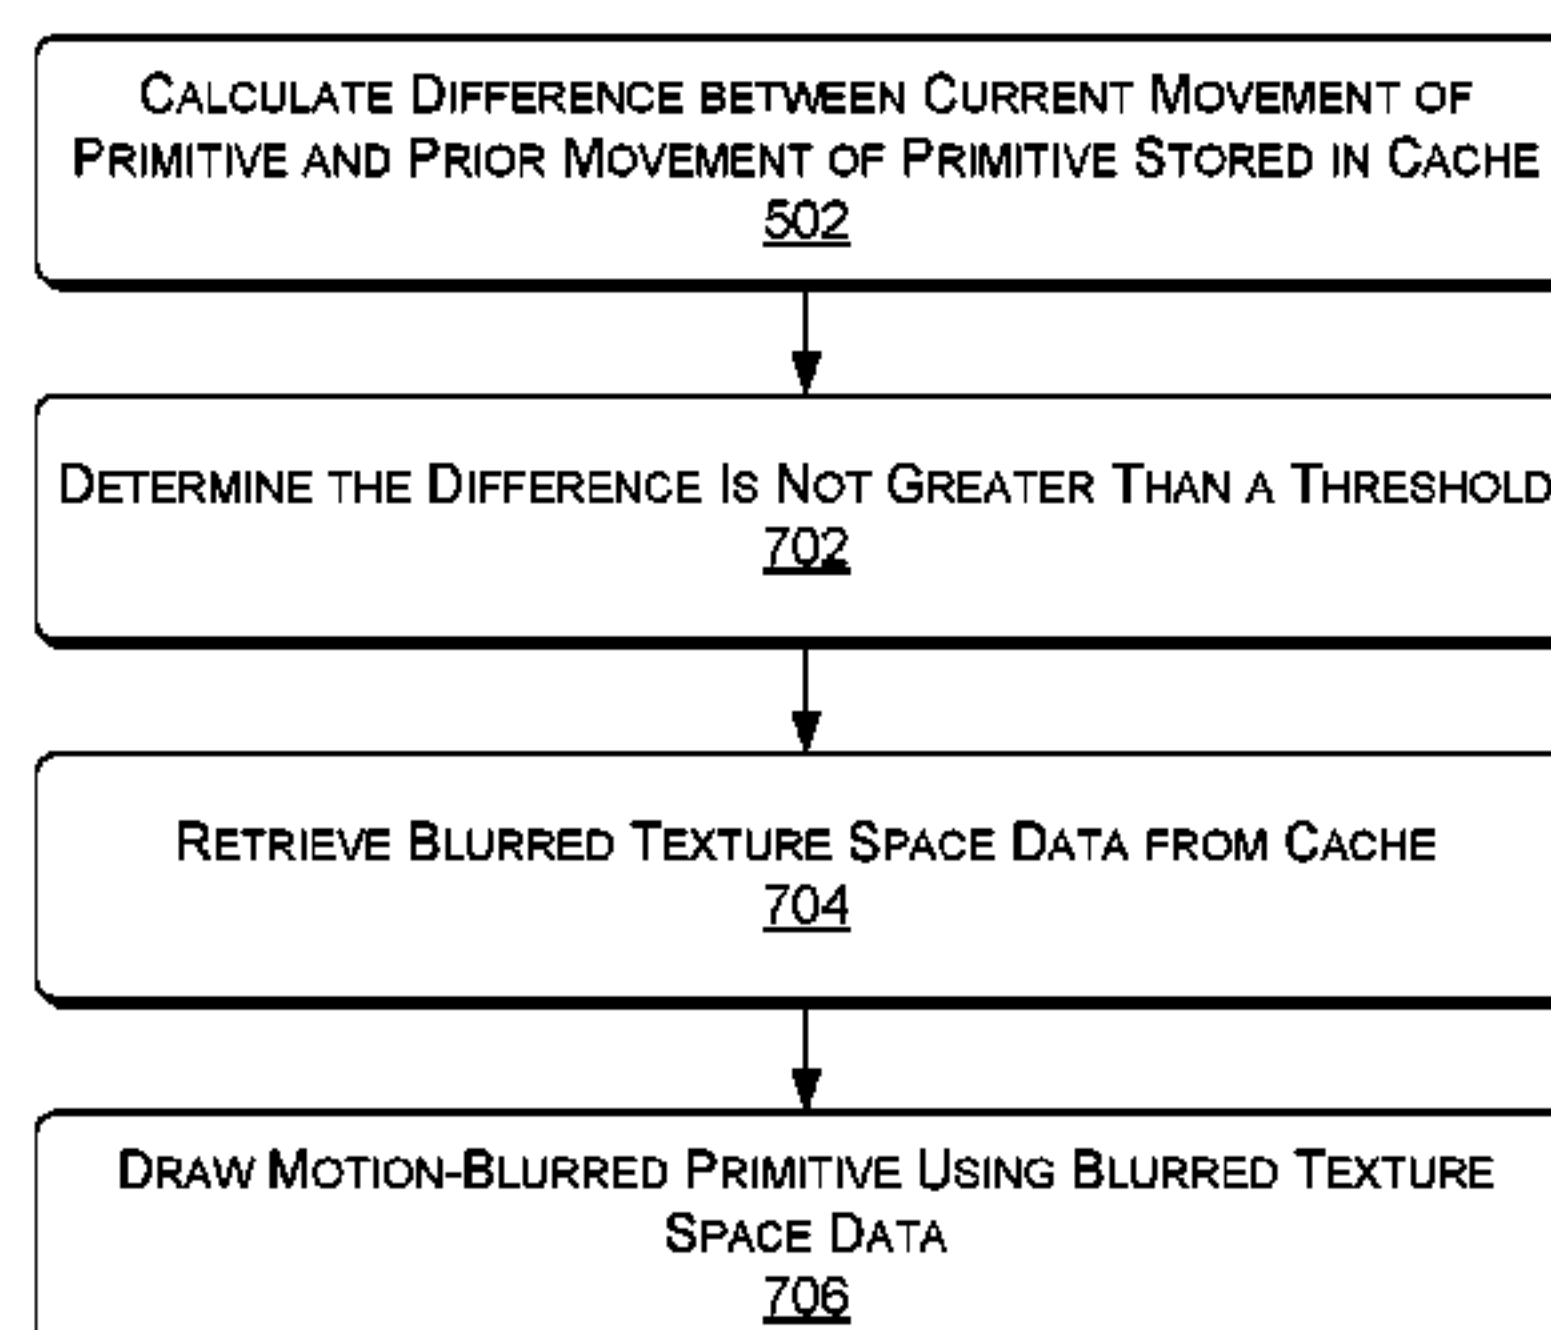 CALCULATE DIFFERENCE BETWEEN CURRENT MOVEMENT OF
PRIMITIVE AND PRIOR MOVEMENT OF PRIMITIVE STORED IN CACHE
502
DETERMINE THE DIFFERENCE IS NOT GREATER THAN A THRESHOLD
702
RETRIEVE BLURRED TEXTURE SPACE DATA FROM CACHE
704
DRAW MOTION-BLURRED PRIMITIVE USING BLURRED TEXTURE
SPACE DATA
706